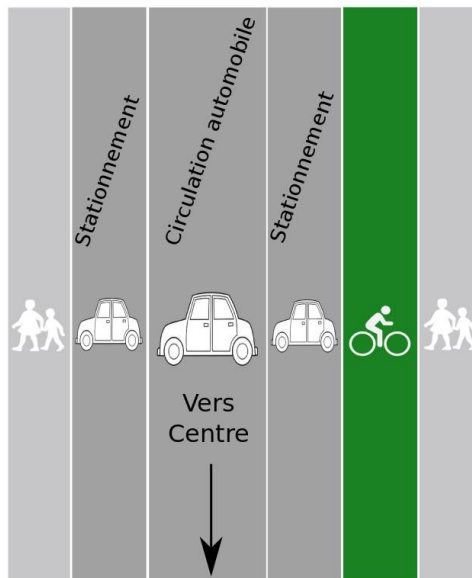 Stationnement
Circulation automobile
Stationnement
Vers
Centre